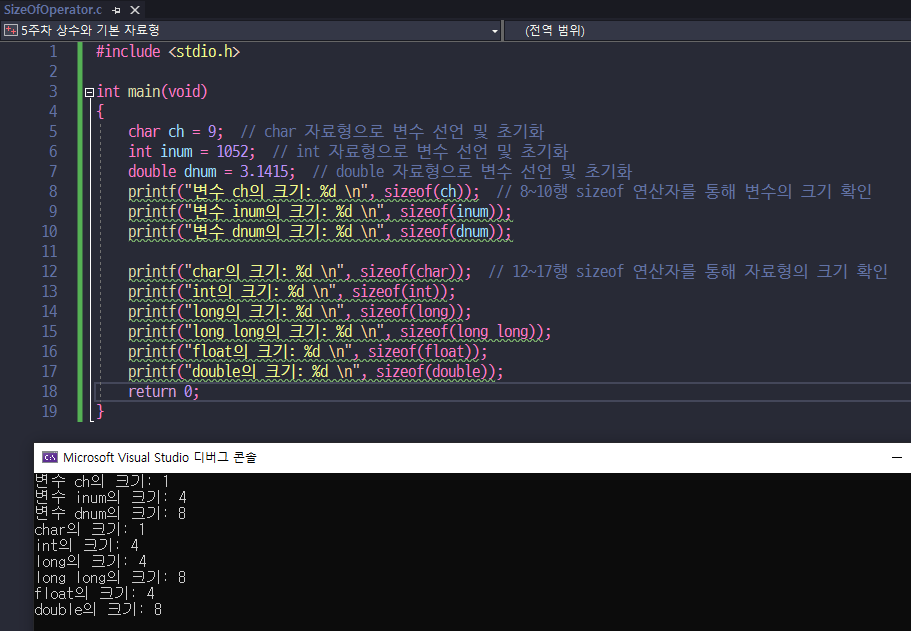 SizeOfOperator.c
5주차 상수와 기본 자료형
(전역 범위)
1 #include <stdio.h>
2
3 int main(void)
4 {
5 char ch = 9; // char 자료형으로 변수 선언 및 초기화
6 int inum = 1052; // int 자료형으로 변수 선언 및 초기화
7 double dnum = 3.1415; // double 자료형으로 변수 선언 및 초기화
8 printf("변수 ch의 크기: %d \n", sizeof(ch)); // 8~10행 sizeof 연산자를 통해 변수의 크기 확인
9 printf("변수 inum의 크기: %d \n", sizeof(inum));
10 printf("변수 dnum의 크기: %d \n", sizeof(dnum));
11
12 printf("char의 크기: %d \n", sizeof(char)); // 12~17행 sizeof 연산자를 통해 자료형의 크기 확인
13 printf("int의 크기: %d \n", sizeof(int));
14 printf("long의 크기: %d \n", sizeof(long));
15 printf("long long의 크기: %d \n", sizeof(long long));
16 printf("float의 크기: %d \n", sizeof(float));
17 printf("double의 크기: %d \n", sizeof(double));
18 return 0;
19 }
Microsoft Visual Studio 디버그 콘솔
변수 ch의 크기: 1
변수 inum의 크기: 4
변수 dnum의 크기: 8
char의 크기: 1
int의 크기: 4
long의 크기: 4
long long의 크기: 8
float의 크기: 4
double의 크기: 8